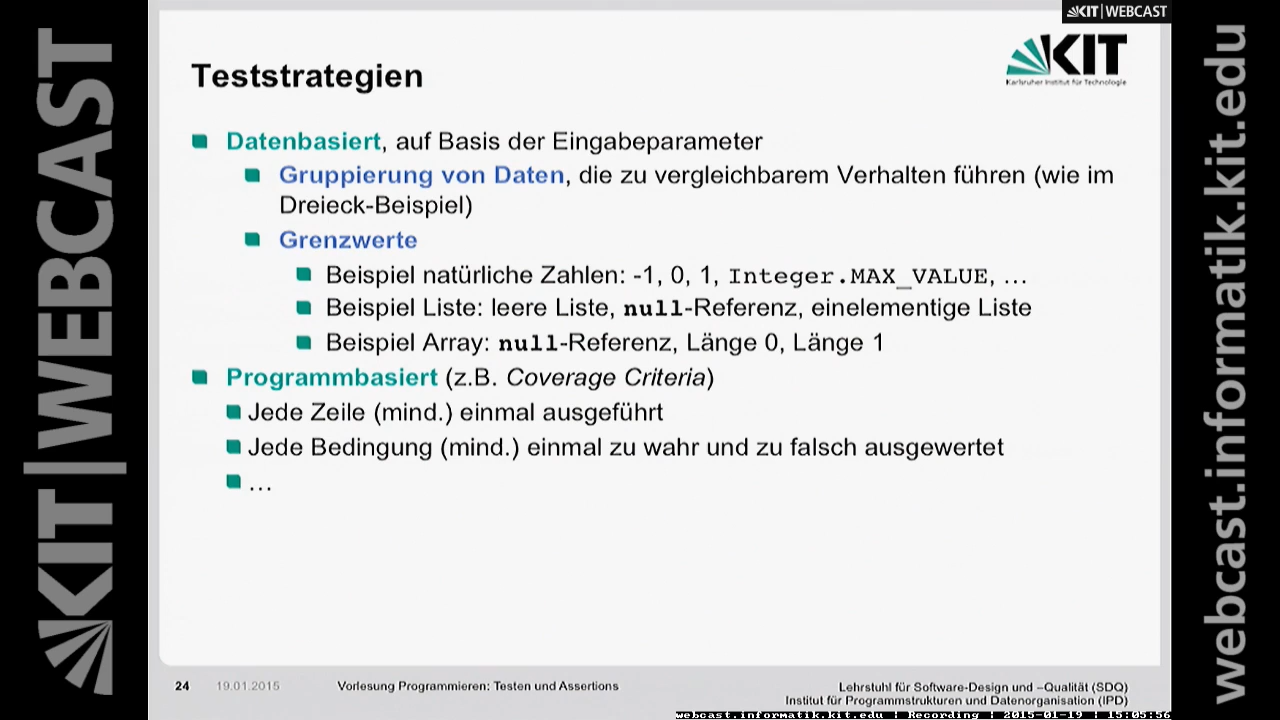 KIT|WEBCAST
KIT|WEBCAST
KIT
Karlsruher Institut für Technologie
Teststrategien
Datenbasiert, auf Basis der Eingabeparameter
Gruppierung von Daten, die zu vergleichbarem Verhalten führen (wie im
Dreieck-Beispiel)
Grenzwerte
Beispiel natürliche Zahlen: -1, 0, 1, Integer.MAX_VALUE, …
Beispiel Liste: leere Liste, null-Referenz, einelementige Liste
Beispiel Array: null-Referenz, Länge 0, Länge 1
Programmbasiert (z.B. Coverage Criteria)
Jede Zeile (mind.) einmal ausgeführt
Jede Bedingung (mind.) einmal zu wahr und zu falsch ausgewertet
…
24 19.01.2015 Vorlesung Programmieren: Testen und Assertions
Lehrstuhl für Software-Design und –Qualität (SDQ)
Institut für Programmstrukturen und Datenorganisation (IPD)
webcast.informatik.kit.edu | Recording | 2015-01-19 | 15:05:56
webcast.informatik.kit.edu